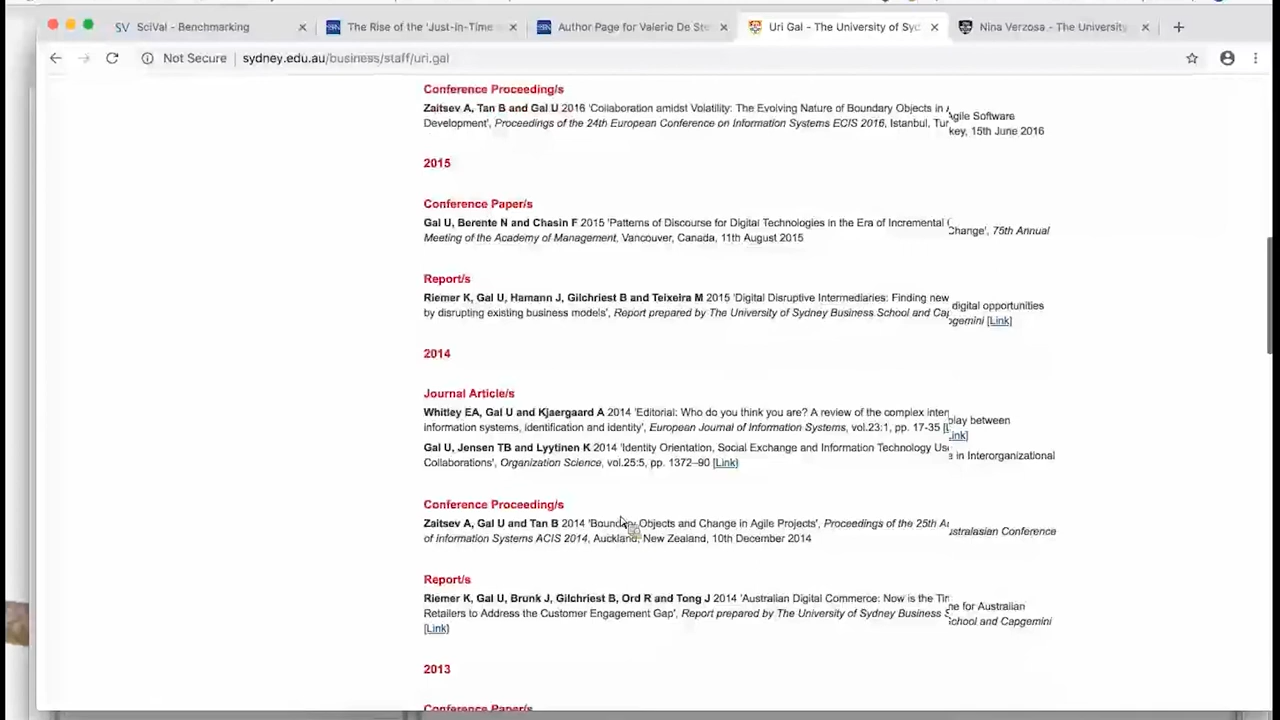 SciVal - Benchmarking
The Rise of the 'Just-in-Time
Author Page for Valerio De Ste
Uri Gal - The University of Syd
Nina Verzosa - The University
Not Secure sydney.edu.au/business/staff/uri.gal
Conference Proceeding/s
Zaitsev A, Tan B and Gal U 2016 'Collaboration amidst Volatility: The Evolving Nature of Boundary Objects in Agile Software
Development', Proceedings of the 24th European Conference on Information Systems ECIS 2016, Istanbul, Turkey, 15th June 2016
2015
Conference Paper/s
Gal U, Berente N and Chasin F 2015 'Patterns of Discourse for Digital Technologies in the Era of Incremental Change', 75th Annual
Meeting of the Academy of Management, Vancouver, Canada, 11th August 2015
Report/s
Riemer K, Gal U, Hamann J, Gilchriest B and Teixeira M 2015 'Digital Disruptive Intermediaries: Finding new digital opportunities
by disrupting existing business models', Report prepared by The University of Sydney Business School and Capgemini [Link]
2014
Journal Article/s
Whitley EA, Gal U and Kjaergaard A 2014 'Editorial: Who do you think you are? A review of the complex interplay between
information systems, identification and identity', European Journal of Information Systems, vol.23:1, pp. 17-35 [Link]
Gal U, Jensen TB and Lyytinen K 2014 'Identity Orientation, Social Exchange and Information Technology Use in Interorganizational
Collaborations', Organization Science, vol.25:5, pp. 1372–90 [Link]
Conference Proceeding/s
Zaitsev A, Gal U and Tan B 2014 'Boundary Objects and Change in Agile Projects', Proceedings of the 25th Australasian Conference
of Information Systems ACIS 2014, Auckland, New Zealand, 10th December 2014
Report/s
Riemer K, Gal U, Brunk J, Gilchriest B, Ord R and Tong J 2014 'Australian Digital Commerce: Now is the Time for Australian
Retailers to Address the Customer Engagement Gap', Report prepared by The University of Sydney Business School and Capgemini
[Link]
2013
Conference Paper/s